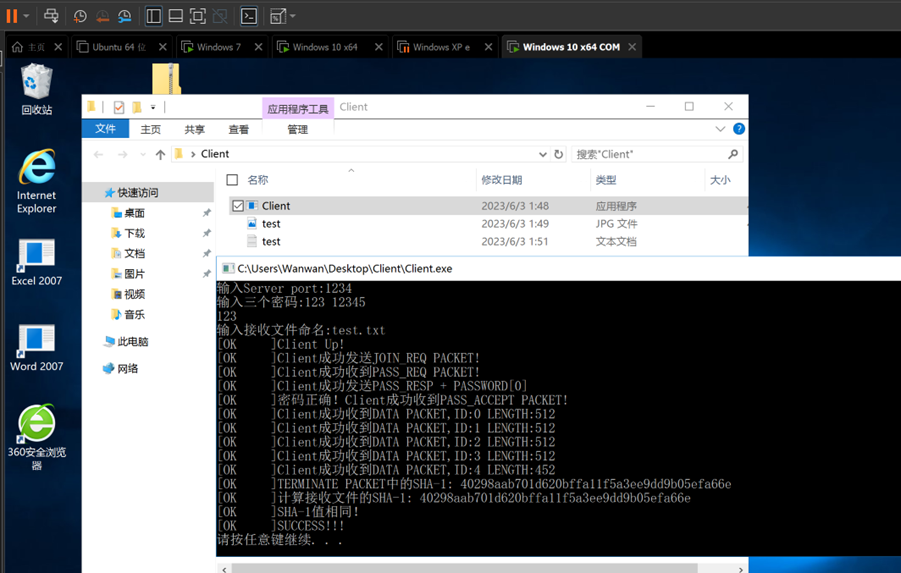 主页
Ubuntu 64 位
Windows 7
Windows 10 x64
Windows XP e
Windows 10 x64 COM
回收站
Internet
Explorer
Excel 2007
Word 2007
360安全浏览
器
应用程序工具
Client
文件
主页
共享
查看
管理
Client
搜索"Client"
快速访问
桌面
下载
文档
图片
视频
音乐
此电脑
网络
名称 修改日期 类型 大小
Client 2023/6/3 1:48 应用程序
test 2023/6/3 1:49 JPG 文件
test 2023/6/3 1:51 文本文档
C:\Users\Wanwan\Desktop\Client\Client.exe
输入Server port:1234
输入三个密码:123 12345
123
输入接收文件命名:test.txt
[OK     ]Client Up!
[OK     ]Client成功发送JOIN_REQ PACKET!
[OK     ]Client成功收到PASS_REQ PACKET!
[OK     ]Client成功发送PASS_RESP + PASSWORD[0]
[OK     ]密码正确! Client成功收到PASS_ACCEPT PACKET!
[OK     ]Client成功收到DATA PACKET,ID:0 LENGTH:512
[OK     ]Client成功收到DATA PACKET,ID:1 LENGTH:512
[OK     ]Client成功收到DATA PACKET,ID:2 LENGTH:512
[OK     ]Client成功收到DATA PACKET,ID:3 LENGTH:512
[OK     ]Client成功收到DATA PACKET,ID:4 LENGTH:452
[OK     ]TERMINATE PACKET中的SHA-1: 40298aab701d620bffa11f5a3ee9dd9b05efa66e
[OK     ]计算接收文件的SHA-1: 40298aab701d620bffa11f5a3ee9dd9b05efa66e
[OK     ]SHA-1值相同!
[OK     ]SUCCESS!!!
请按任意键继续. . .